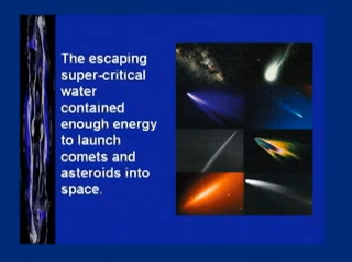 The escaping
super-critical
water
contained
enough energy
to launch
comets and
asteroids into
space.